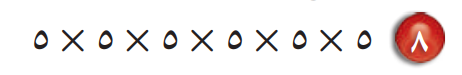 ٨ ٥ × ٥ × ٥ × ٥ × ٥ × ٥